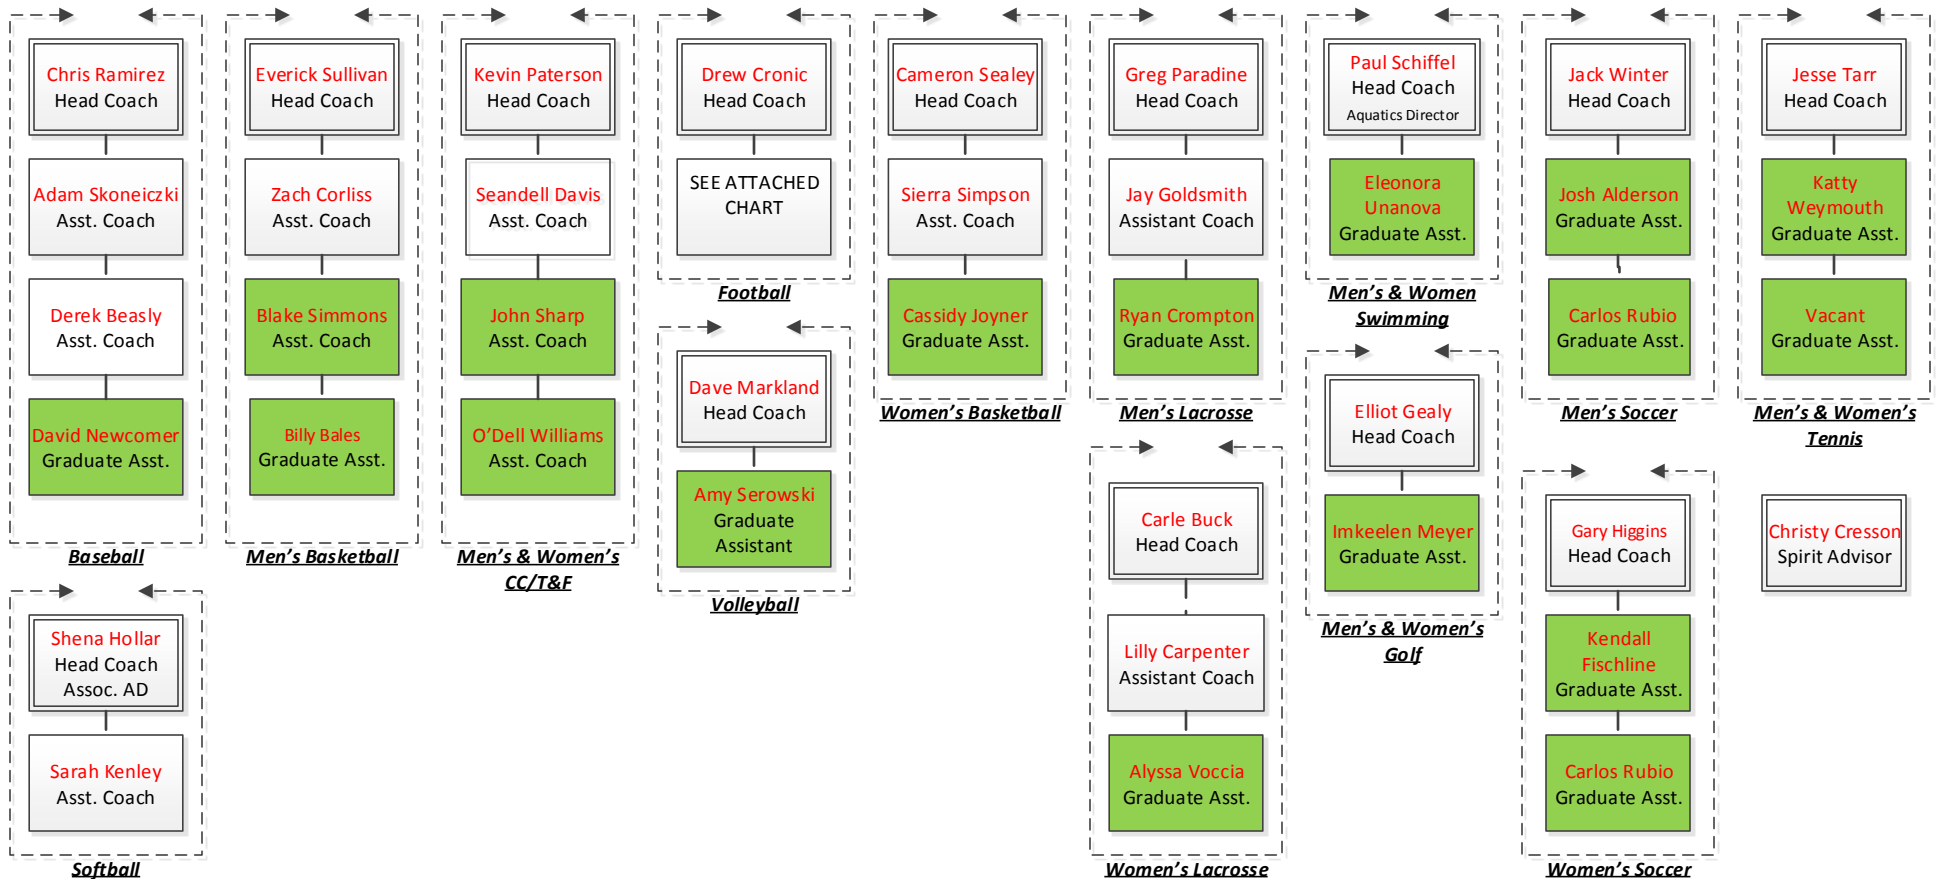 Chris Ramirez
Head Coach
Adam Skoneiczki
Asst. Coach
Derek Beasly
Asst. Coach
David Newcomer
Graduate Asst.
Baseball
Shena Hollar
Head Coach
Assoc. AD
Sarah Kenley
Asst. Coach
Softball
Everick Sullivan
Head Coach
Zach Corliss
Asst. Coach
Blake Simmons
Asst. Coach
Billy Bales
Graduate Asst.
Men's Basketball
Kevin Paterson
Head Coach
Seandell Davis
Asst. Coach
John Sharp
Asst. Coach
O'Dell Williams
Asst. Coach
Men's & Women's
CC/T&F
Drew Cronic
Head Coach
SEE ATTACHED
CHART
Football
Dave Markland
Head Coach
Amy Serowski
Graduate
Assistant
Volleyball
Cameron Sealey
Head Coach
Sierra Simpson
Asst. Coach
Cassidy Joyner
Graduate Asst.
Women's Basketball
Greg Paradine
Head Coach
Jay Goldsmith
Assistant Coach
Ryan Crompton
Graduate Asst.
Men's Lacrosse
Carle Buck
Head Coach
Lilly Carpenter
Assistant Coach
Alyssa Voccia
Graduate Asst.
Women's Lacrosse
Paul Schiffel
Head Coach
Aquatics Director
Eleonora
Unanova
Graduate Asst.
Men's & Women
Swimming
Elliot Gealy
Head Coach
Imkeelen Meyer
Graduate Asst.
Men's & Women's
Golf
Jack Winter
Head Coach
Josh Alderson
Graduate Asst.
Carlos Rubio
Graduate Asst.
Men's Soccer
Gary Higgins
Head Coach
Kendall
Fischline
Graduate Asst.
Carlos Rubio
Graduate Asst.
Women's Soccer
Jesse Tarr
Head Coach
Katty
Weymouth
Graduate Asst.
Vacant
Graduate Asst.
Men's & Women's
Tennis
Christy Cresson
Spirit Advisor